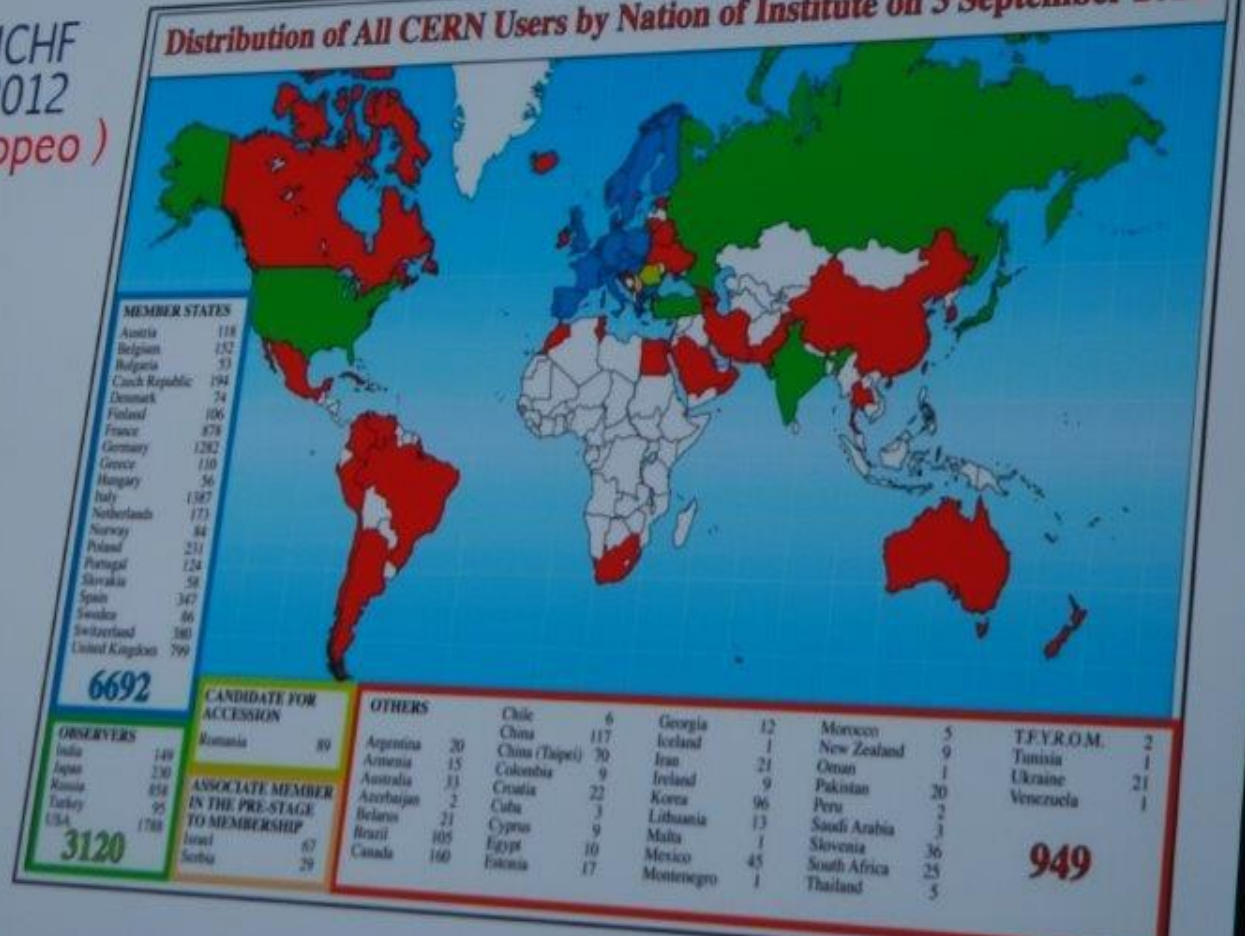 CHF
012
opeo )
Distribution of All CERN Users by Nation of Institute on 3 September
MEMBER STATES
Austria 118
Belgium 152
Bulgaria 53
Czech Republic 194
Denmark 74
Finland 106
France 878
Germany 1282
Greece 110
Hungary 56
Italy 1387
Netherlands 173
Norway 84
Poland 231
Portugal 124
Slovakia 58
Spain 347
Sweden 86
Switzerland 380
United Kingdom 799
6692
OBSERVERS
India 149
Japan 230
Russia 858
Turkey 95
USA 1788
3120
CANDIDATE FOR
ACCESSION
Romania 89
ASSOCIATE MEMBER
IN THE PRE-STAGE
TO MEMBERSHIP
Israel 67
Serbia 29
OTHERS
Argentina 20
Armenia 15
Australia 33
Azerbaijan 2
Belarus 21
Brazil 105
Canada 160
Chile 6
China 117
China (Taipei) 70
Colombia 9
Croatia 22
Cuba 3
Cyprus 9
Egypt 10
Estonia 17
Georgia 12
Iceland 1
Iran 21
Ireland 9
Korea 96
Lithuania 13
Malta 1
Mexico 45
Montenegro 1
Morocco 5
New Zealand 9
Oman 1
Pakistan 20
Peru 2
Saudi Arabia 3
Slovenia 36
South Africa 25
Thailand 5
T.F.Y.R.O.M. 2
Tunisia 1
Ukraine 21
Venezuela 1
949